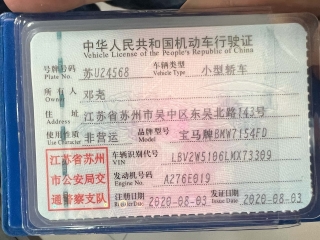 中华人民共和国机动车行驶证
Vehicle License of the People's Republic of China
号牌号码 Plate No. 苏U24568 车辆类型 Vehicle Type 小型轿车
所有人 Owner 邓尧
住址 Address 江苏省苏州市吴中区东吴北路143号
使用性质 Use Character 非营运 品牌型号 Model 宝马牌BMW7154FD
江苏省苏州
市公安局交
通警察支队
车辆识别代号 VIN LBV2W5106LMX73309
发动机号码 Engine No. A276E019
注册日期 Register Date 2020-08-03 发证日期 Issue Date 2020-08-03